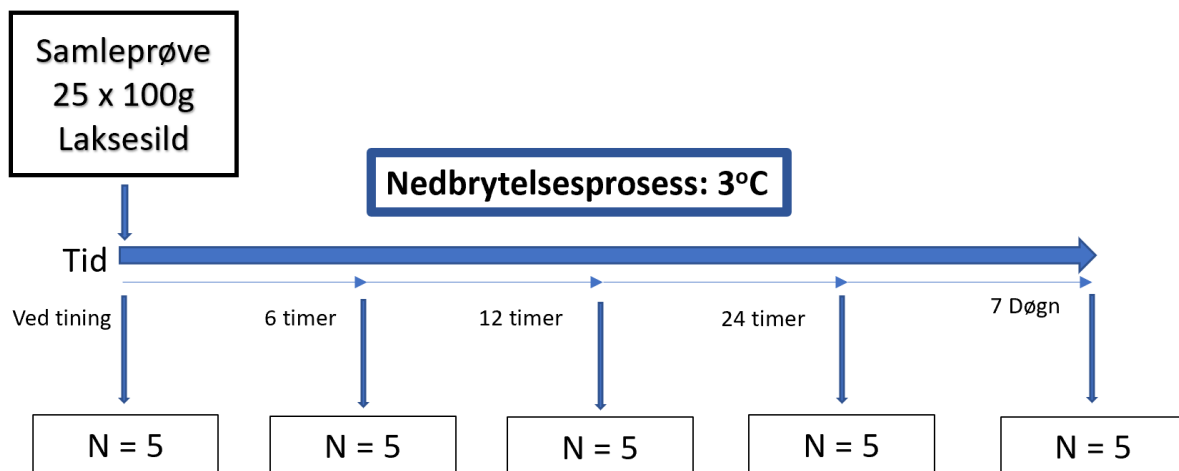 Samleprøve
25 x 100g
Laksesild
Nedbrytelsesprosess: 3°C
Tid
Ved tining
6 timer
12 timer
24 timer
7 Døgn
N = 5
N = 5
N = 5
N = 5
N = 5